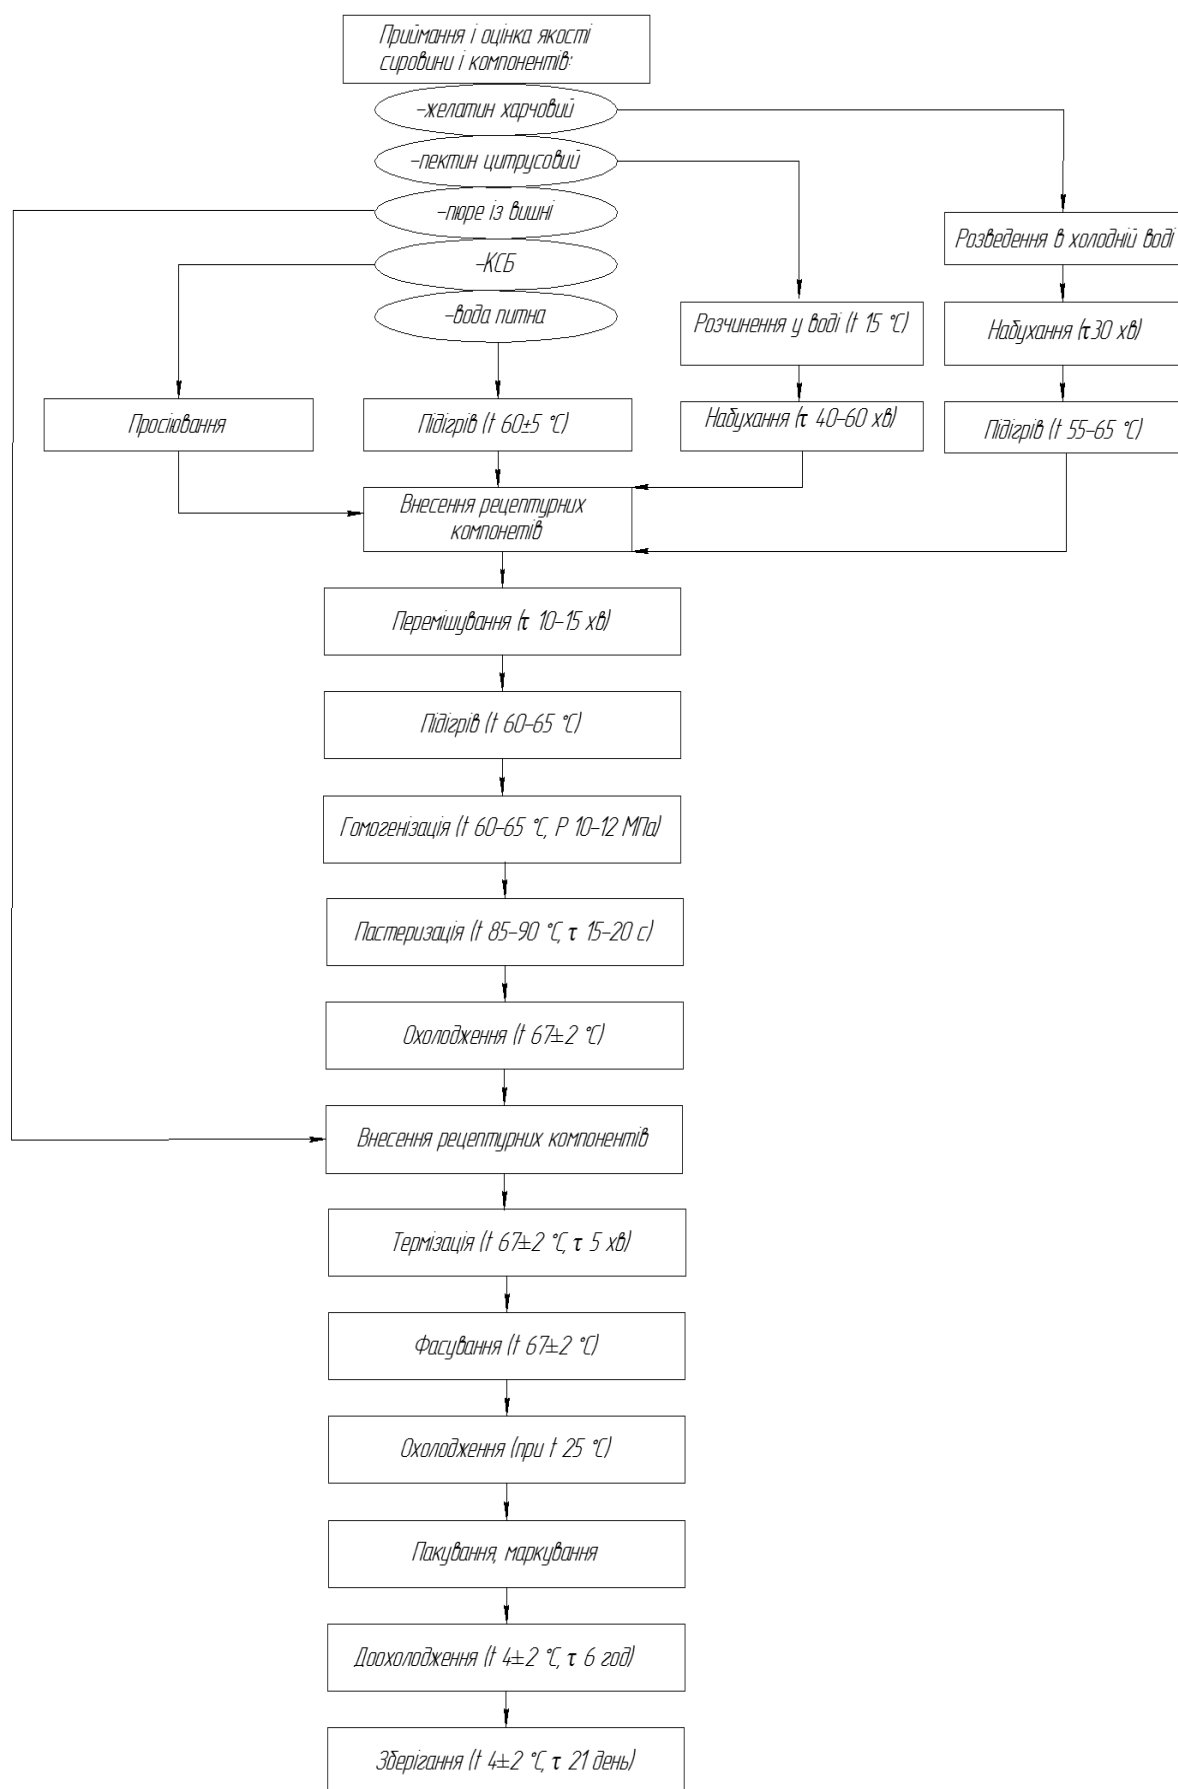 Приймання і оцінка якості
сировини і компонентів:
-желатин харчовий
-пектин цитрусовий
-пюре із вишні
-КСБ
-вода питна
Розведення в холодній воді
Розчинення у воді (t 15 °C)
Набухання (τ 30 хв)
Просіювання
Підігрів (t 60±5 °C)
Набухання (τ 40-60 хв)
Підігрів (t 55-65 °C)
Внесення рецептурних
компонетів
Перемішування (τ 10-15 хв)
Підігрів (t 60-65 °C)
Гомогенізація (t 60-65 °C, P 10-12 МПа)
Пастеризація (t 85-90 °C, τ 15-20 с)
Охолодження (t 67±2 °C)
Внесення рецептурних компонентів
Термізація (t 67±2 °C, τ 5 хв)
Фасування (t 67±2 °C)
Охолодження (при t 25 °C)
Пакування, маркування
Доохолодження (t 4±2 °C, τ 6 год)
Зберігання (t 4±2 °C, τ 21 день)